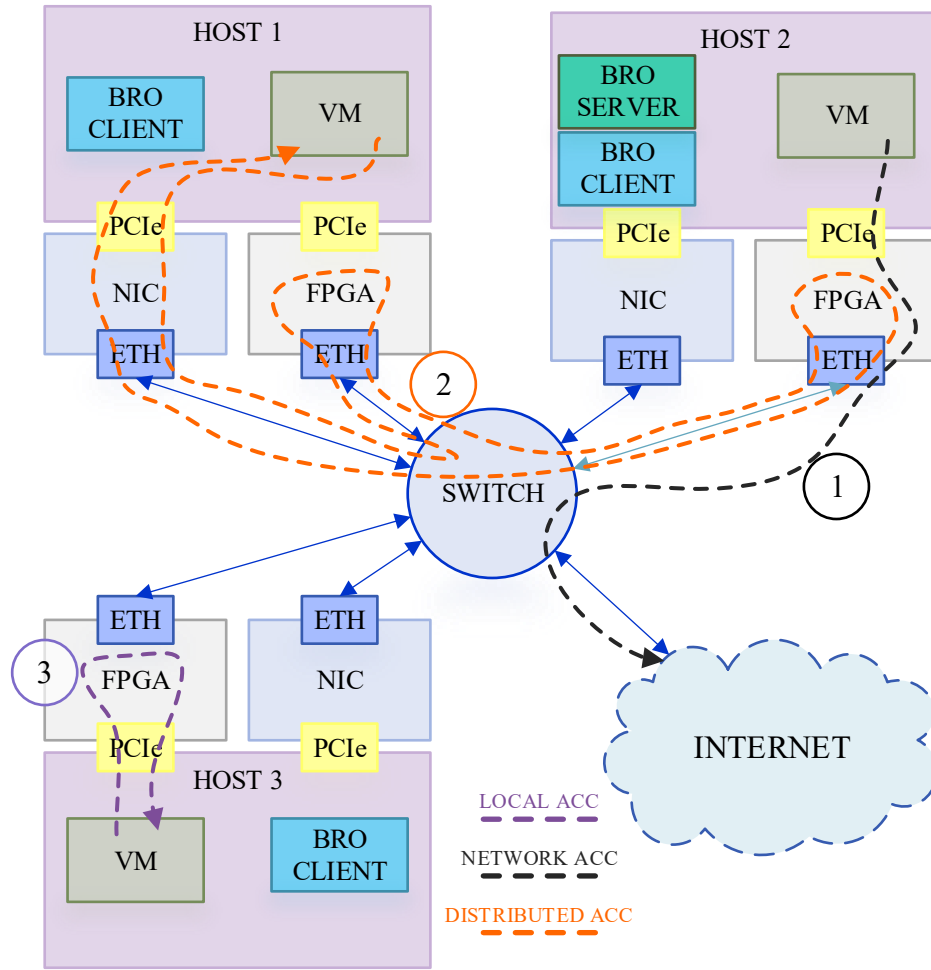 HOST 1
BRO
CLIENT
VM
PCIe
PCIe
NIC
FPGA
ETH
ETH
HOST 2
BRO
SERVER
BRO
CLIENT
VM
PCIe
PCIe
NIC
FPGA
ETH
ETH
2
1
SWITCH
ETH
ETH
3
FPGA
NIC
PCIe
PCIe
HOST 3
VM
BRO
CLIENT
INTERNET
LOCAL ACC
NETWORK ACC
DISTRIBUTED ACC